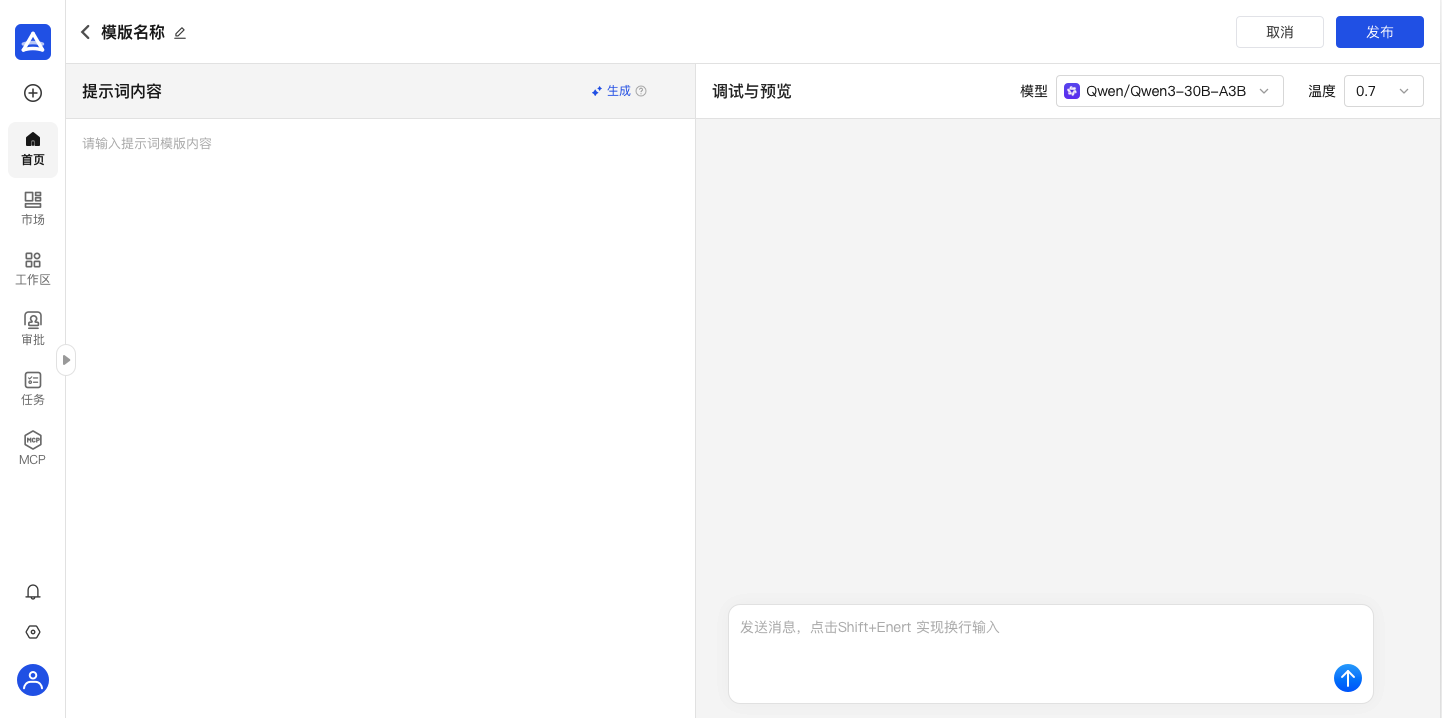 模版名称
取消
发布
首页
市场
工作区
审批
任务
MCP
MCP
提示词内容
生成
请输入提示词模版内容
调试与预览
模型
Qwen/Qwen3-30B-A3B
温度
0.7
发送消息，点击Shift+Enert 实现换行输入